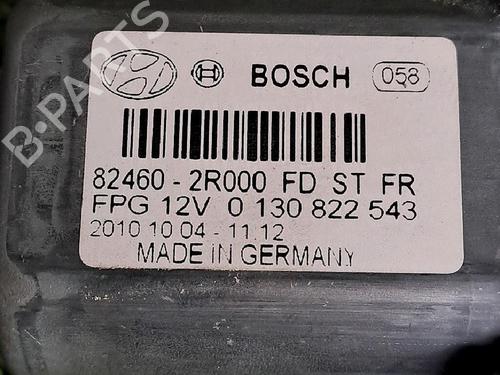 BOSCH 058
82460-2R000 FD ST FR
FPG 12V 0 130 822 543
2010 10 04 - 11.12
MADE IN GERMANY
B-PARTS